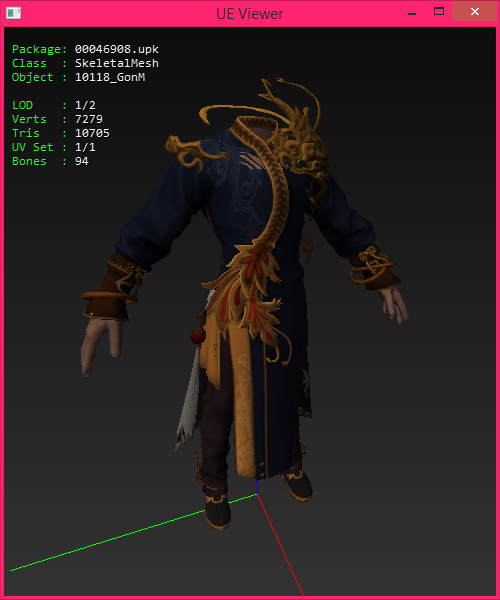 UE Viewer
Package: 00046908.upk
Class : SkeletalMesh
Object : 10118_GonM
LOD : 1/2
Verts : 7279
Tris : 10705
UV Set : 1/1
Bones : 94